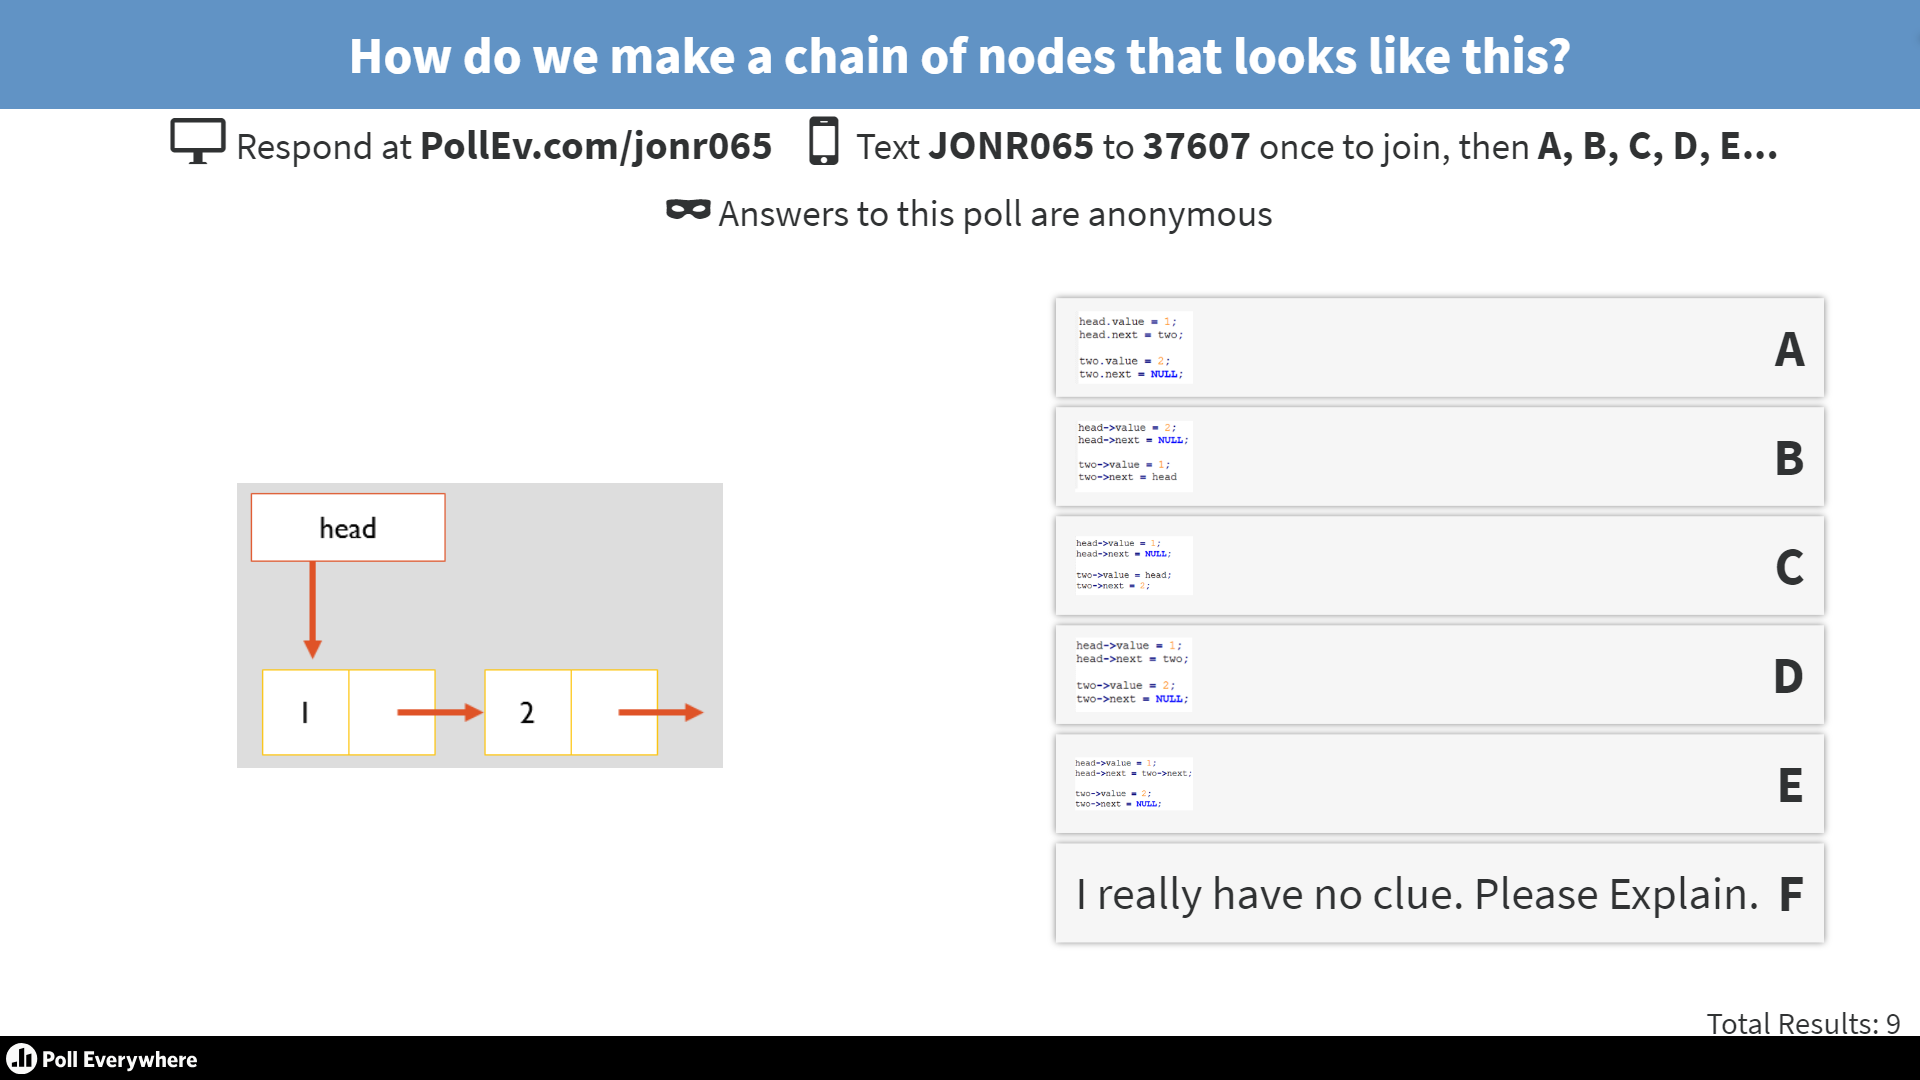 How do we make a chain of nodes that looks like this?
Respond at PollEv.com/jonr065 Text JONR065 to 37607 once to join, then A, B, C, D, E...
Answers to this poll are anonymous
head
1 2
head.value = 1;
head.next = two;
two.value = 2;
two.next = NULL;
A
head->value = 2;
head->next = NULL;
two->value = 1;
two->next = head
B
head->value = 1;
head->next = NULL;
two->value = head;
two->next = 2;
C
head->value = 1;
head->next = two;
two->value = 2;
two->next = NULL;
D
head->value = 1;
head->next = two->next;
two->value = 2;
two->next = NULL;
E
I really have no clue. Please Explain. F
Total Results: 9
Poll Everywhere